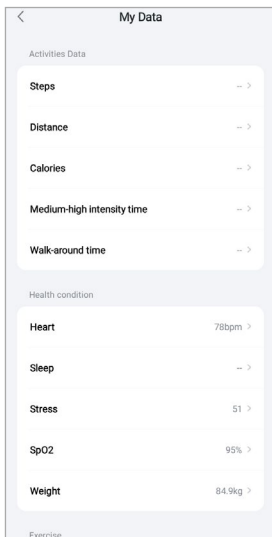 My Data
Activities Data
Steps -- >
Distance -- >
Calories -- >
Medium-high intensity time -- >
Walk-around time -- >
Health condition
Heart 78bpm >
Sleep -- >
Stress 51 >
SpO2 95% >
Weight 84.9kg >
Exercise